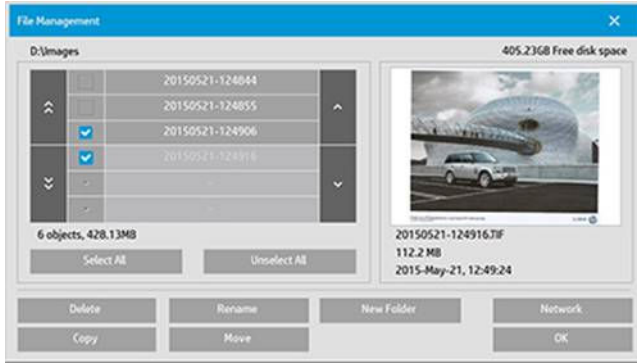 File Management
D:\Images
405.23GB Free disk space
20150521-124844
20150521-124855
20150521-124906
20150521-124916
6 objects, 428.13MB
Select All
Unselect All
20150521-124916.TIF
112.2 MB
2015-May-21, 12:49:24
Delete
Rename
New Folder
Network
Copy
Move
OK